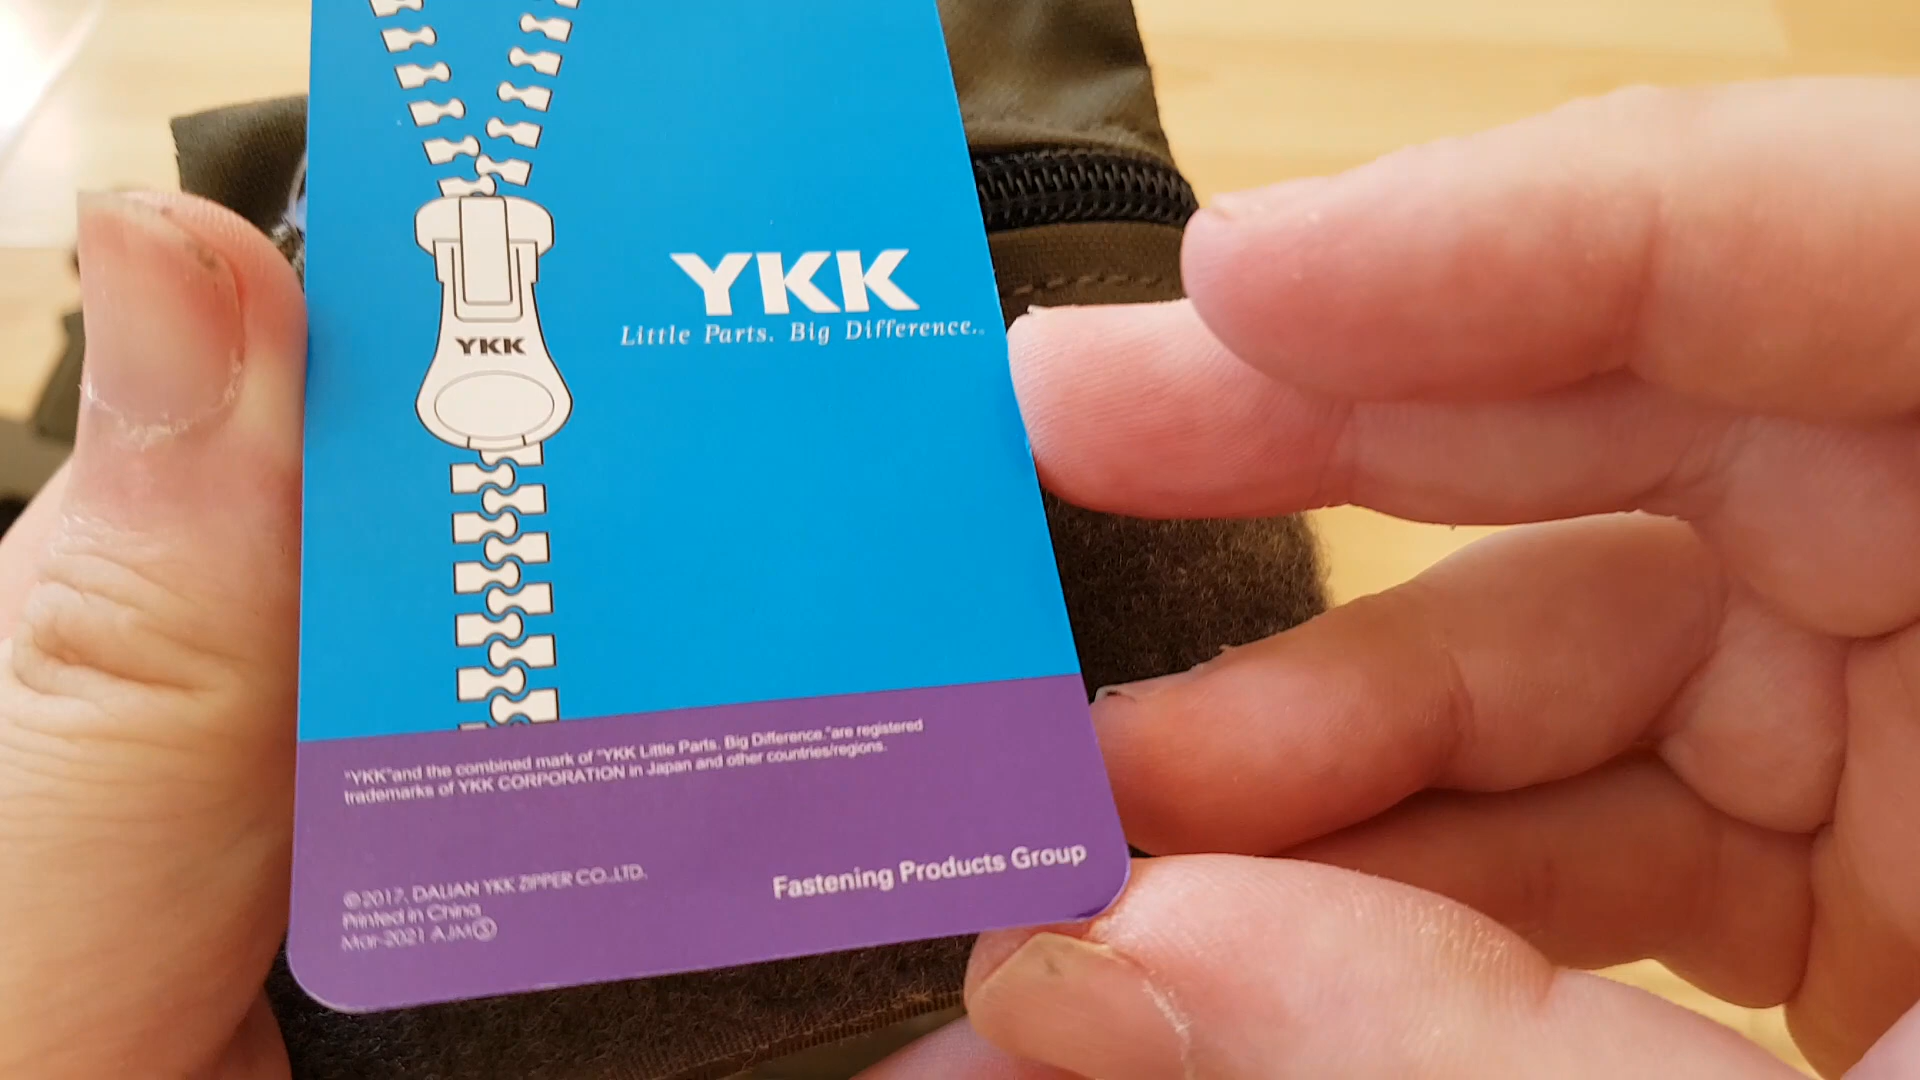 YKK
Little Parts. Big Difference.
YKK
"YKK"and the combined mark of "YKK Little Parts. Big Difference."are registered
trademarks of YKK CORPORATION in Japan and other countries/regions.
©2017, DALIAN YKK ZIPPER CO.,LTD.
Printed in China
Mar-2021 AJMⓈ
Fastening Products Group